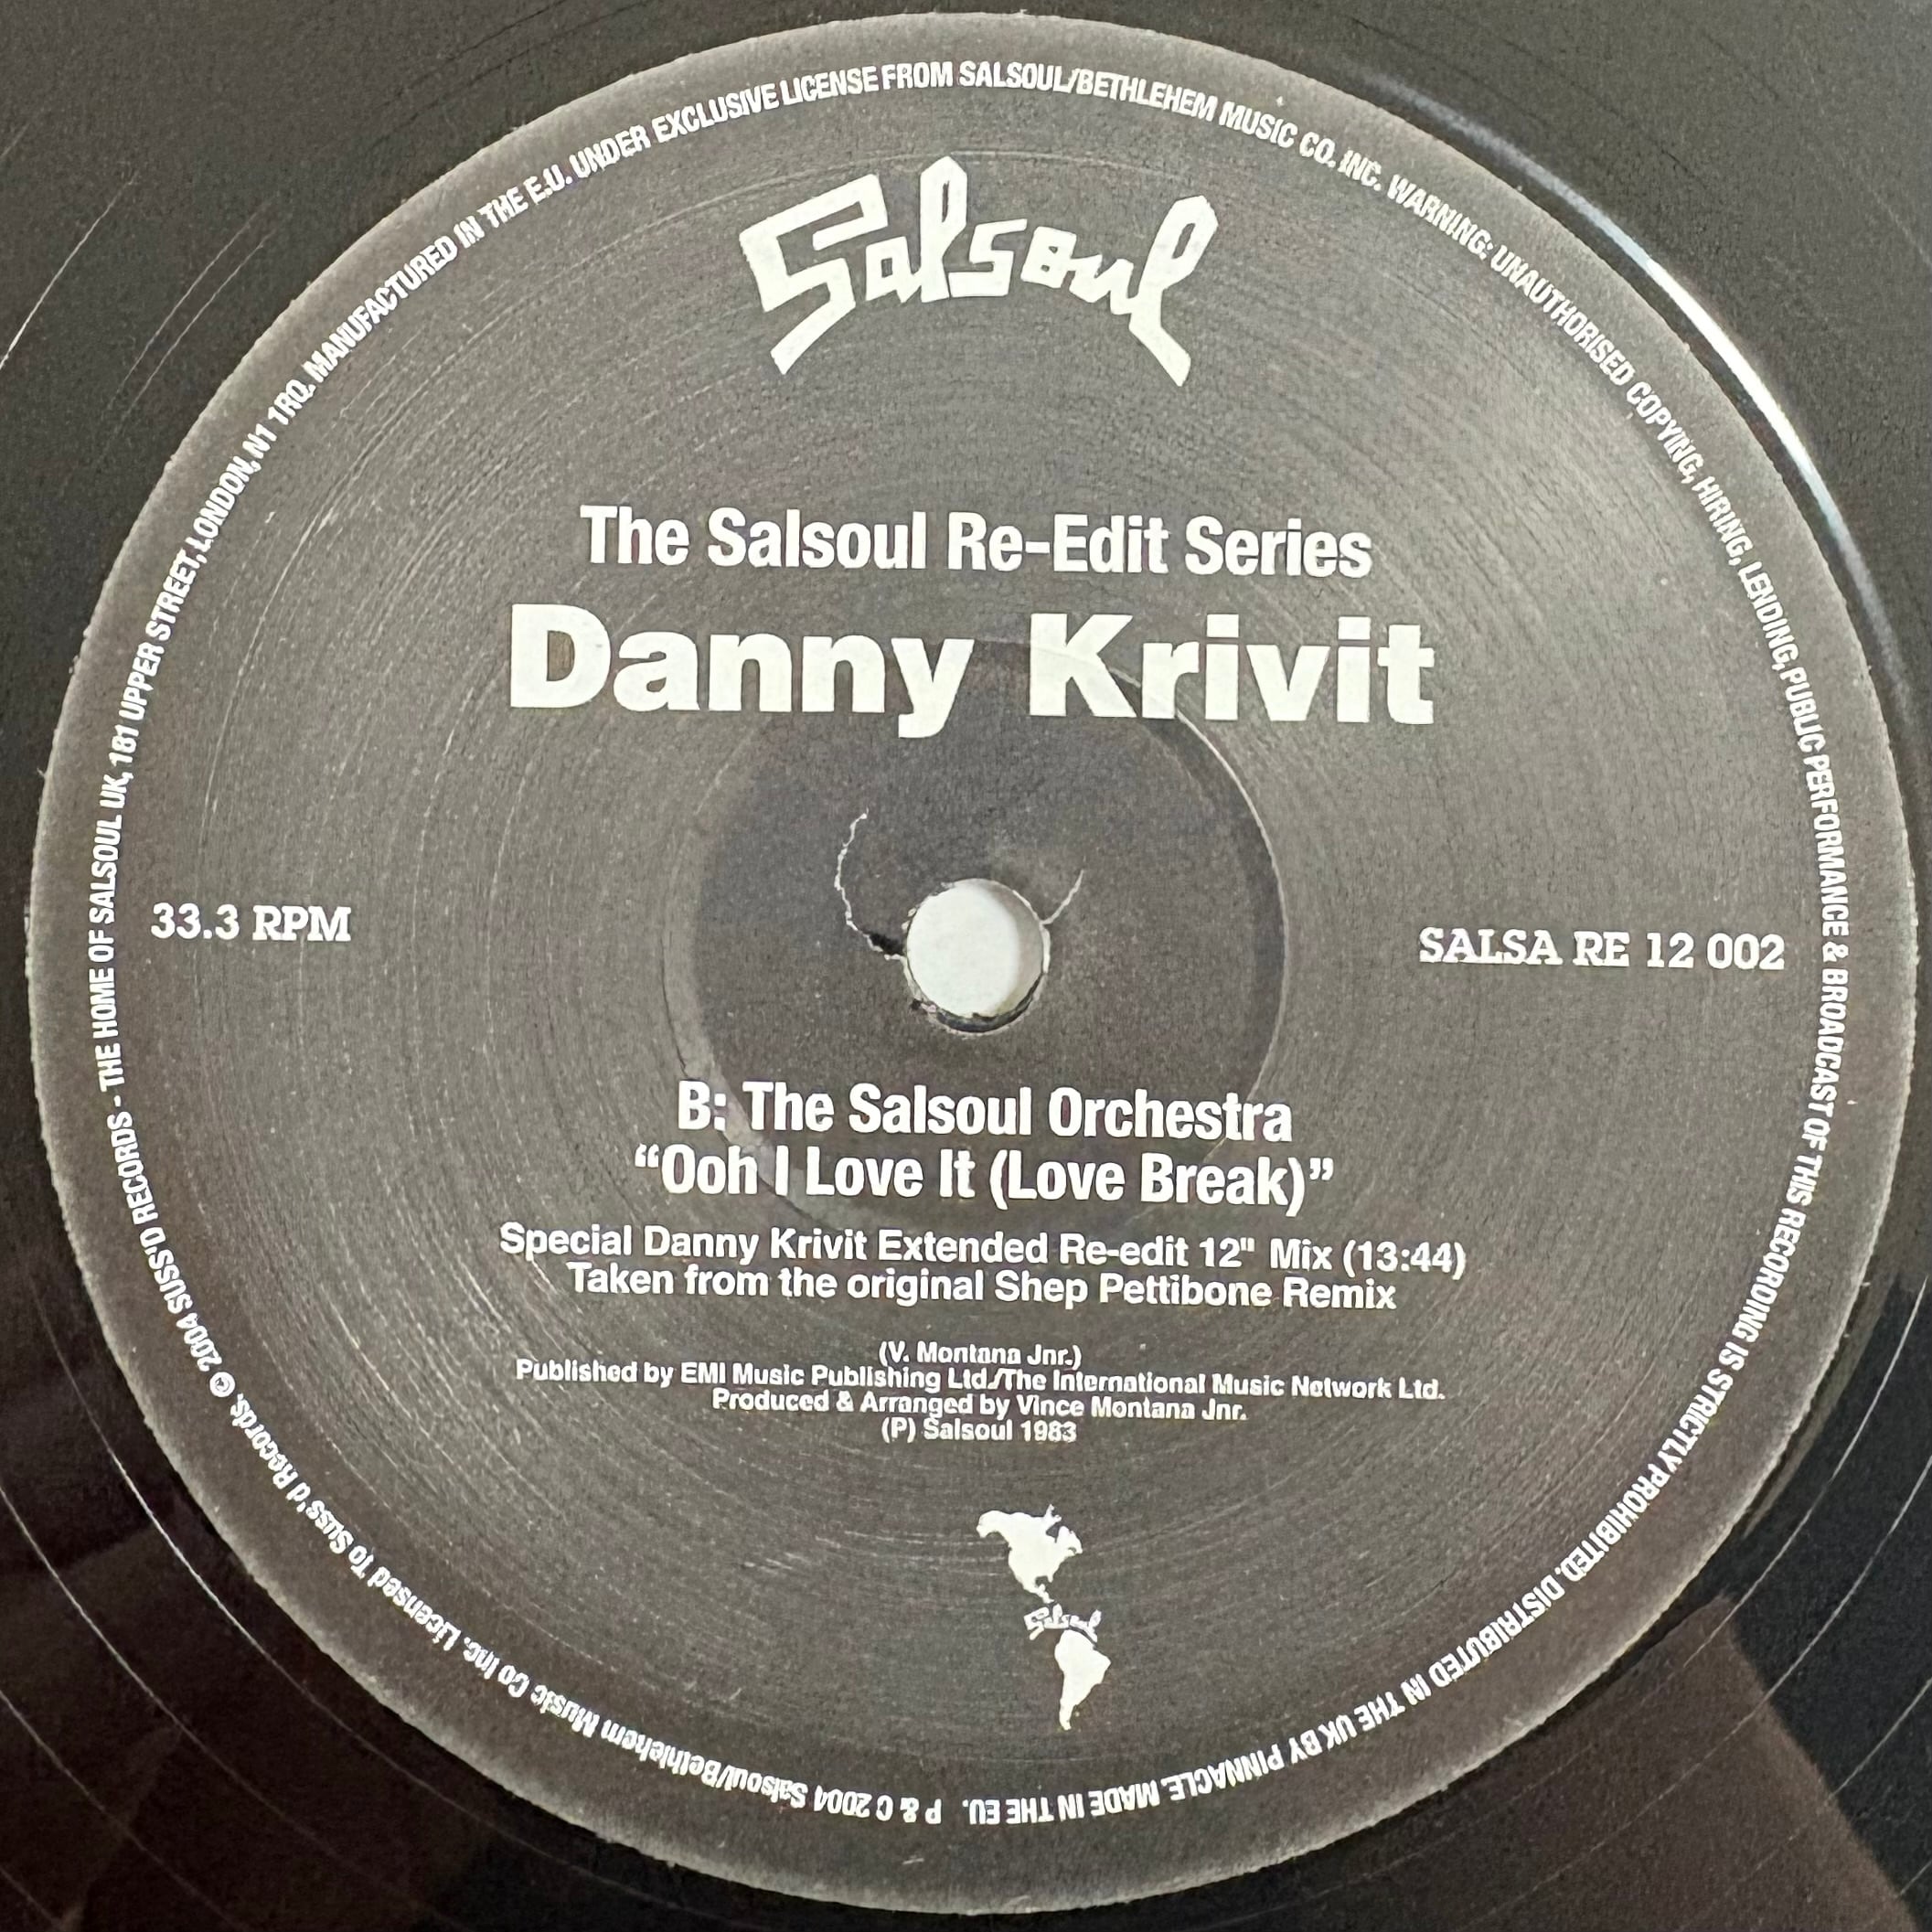 Salsoul
The Salsoul Re-Edit Series
Danny Krivit
33.3 RPM
SALSA RE 12 002
B: The Salsoul Orchestra
“Ooh I Love It (Love Break)”
Special Danny Krivit Extended Re-edit 12" Mix (13:44)
Taken from the original Shep Pettibone Remix
(V. Montana Jnr.)
Published by EMI Music Publishing Ltd./The International Music Network Ltd.
Produced & Arranged by Vince Montana Jnr.
(P) Salsoul 1983
Salsoul
P & C 2004 Salsoul/Bethlehem Music Co Inc. Licensed To Suss'd Records. © 2004 SUSS'D RECORDS - THE HOME OF SALSOUL UK, 181 UPPER STREET, LONDON, N1 1RQ. MANUFACTURED IN THE E.U. UNDER EXCLUSIVE LICENSE FROM SALSOUL/BETHLEHEM MUSIC CO. INC. WARNING: UNAUTHORISED COPYING, HIRING, LENDING, PUBLIC PERFORMANCE & BROADCAST OF THIS RECORDING IS STRICTLY PROHIBITED. DISTRIBUTED IN THE UK BY PINNACLE. MADE IN THE EU.